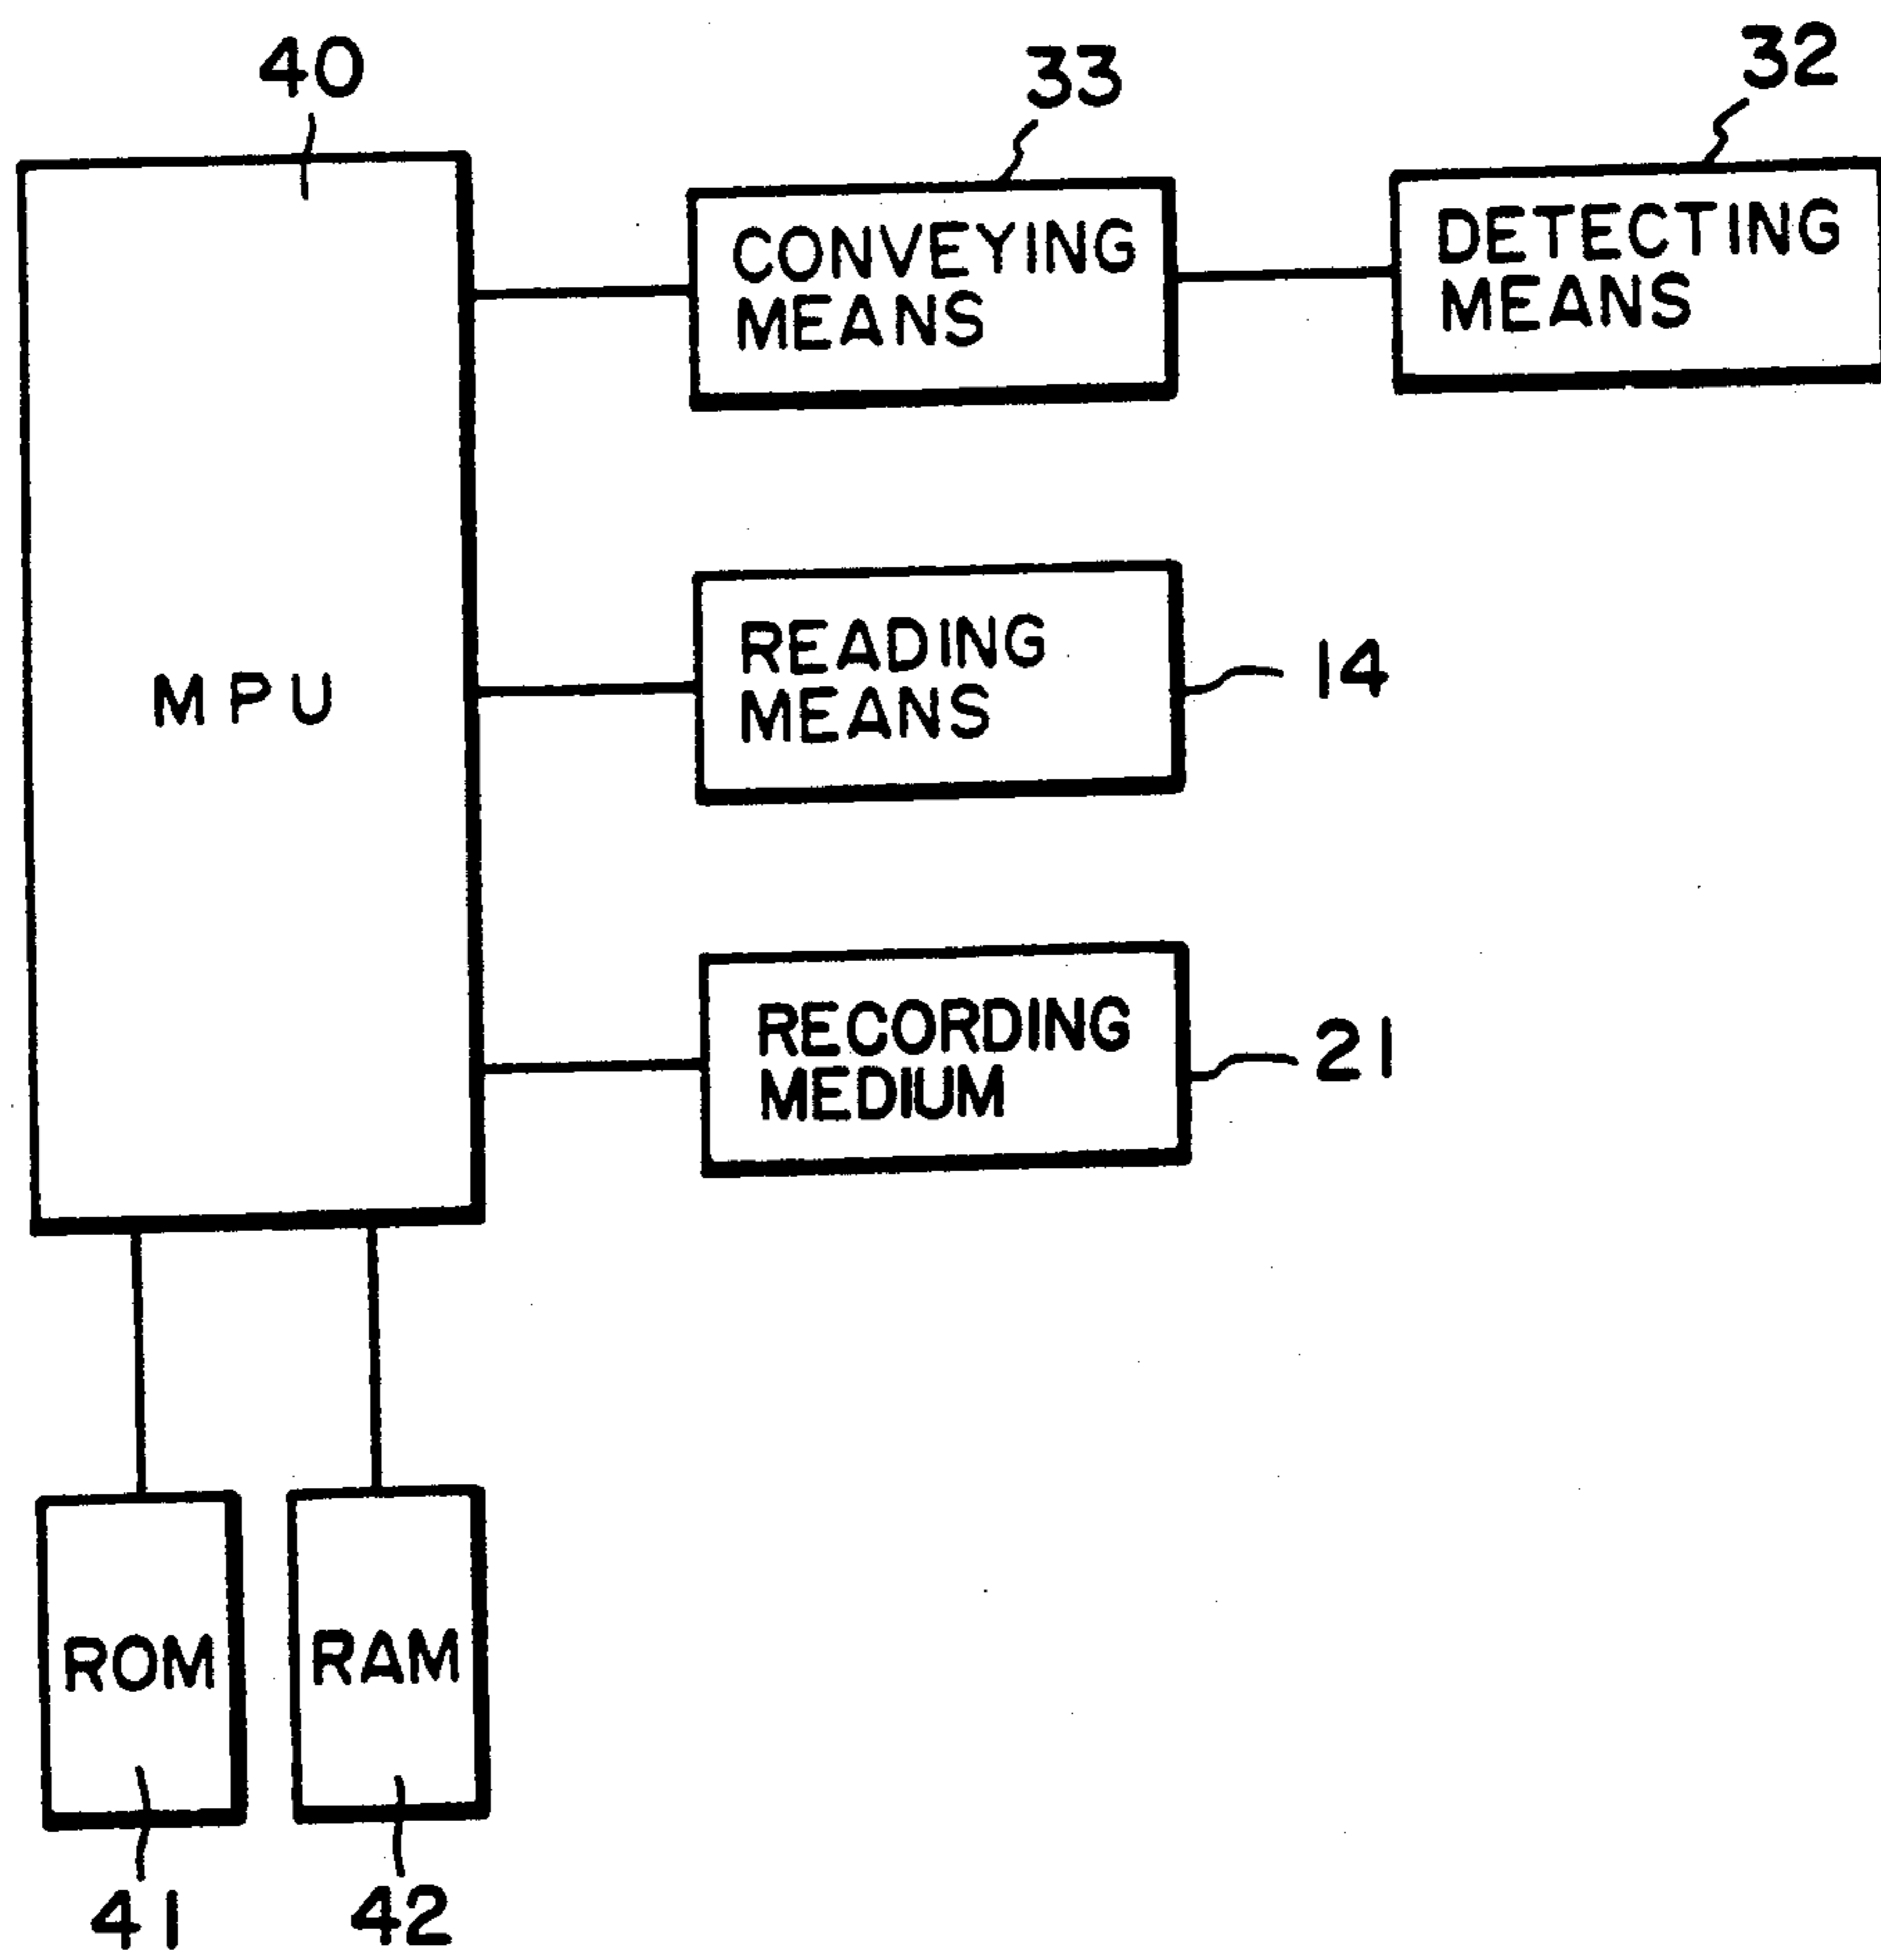 40
33
32
CONVEYING
MEANS
DETECTING
MEANS
MPU
READING
MEANS
14
RECORDING
MEDIUM
21
ROM
RAM
41
42